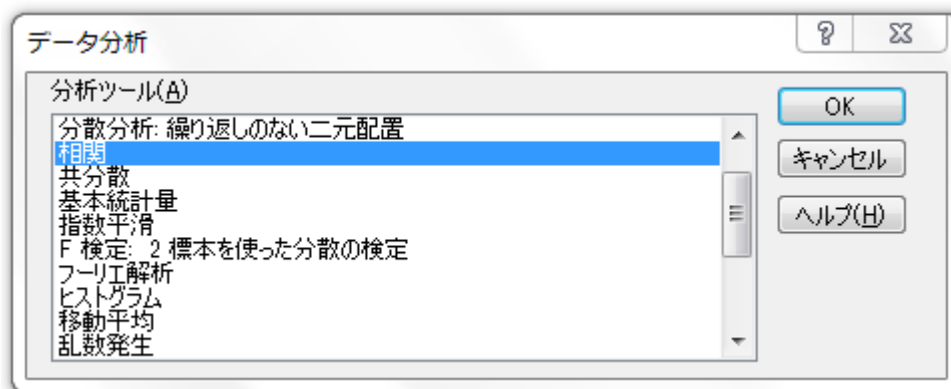 データ分析
分析ツール(A)
分散分析: 繰り返しのない二元配置
相関
共分散
基本統計量
指数平滑
F 検定: 2 標本を使った分散の検定
フーリエ解析
ヒストグラム
移動平均
乱数発生
OK
キャンセル
ヘルプ(H)